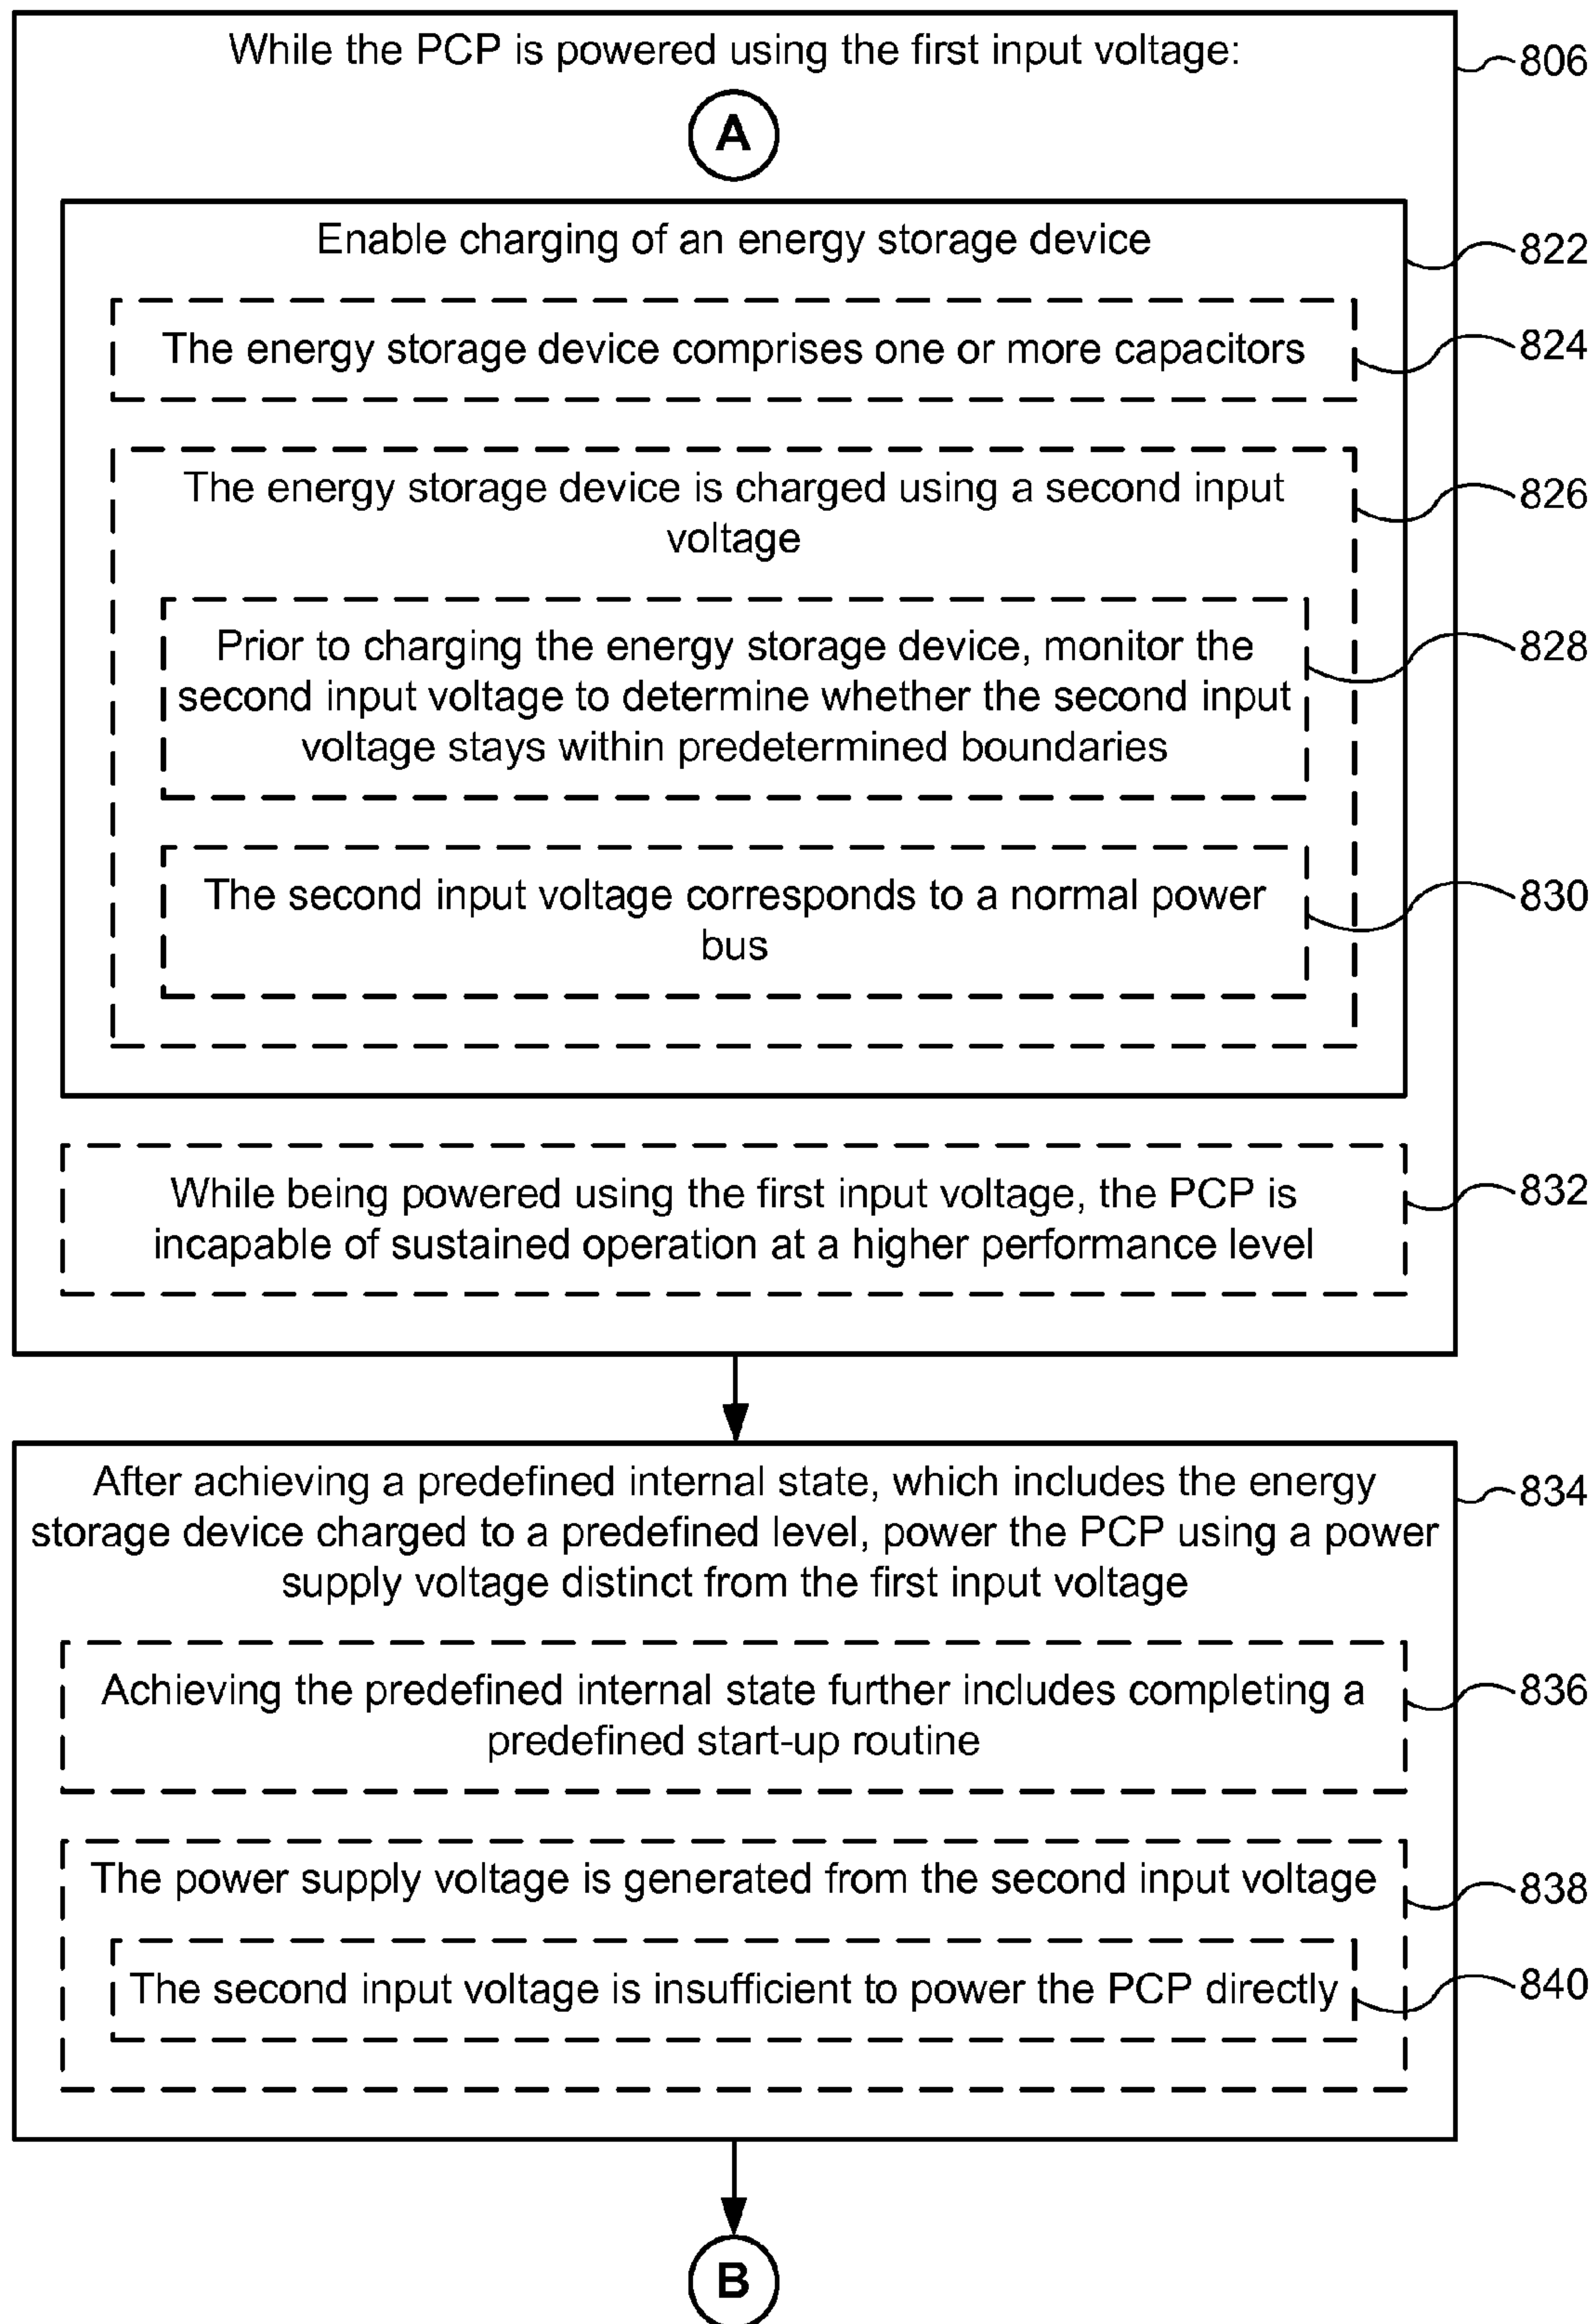 While the PCP is powered using the first input voltage:
806
A
Enable charging of an energy storage device
822
The energy storage device comprises one or more capacitors
824
The energy storage device is charged using a second input
voltage
826
Prior to charging the energy storage device, monitor the
second input voltage to determine whether the second input
voltage stays within predetermined boundaries
828
The second input voltage corresponds to a normal power
bus
830
While being powered using the first input voltage, the PCP is
incapable of sustained operation at a higher performance level
832
After achieving a predefined internal state, which includes the energy
storage device charged to a predefined level, power the PCP using a power
supply voltage distinct from the first input voltage
834
Achieving the predefined internal state further includes completing a
predefined start-up routine
836
The power supply voltage is generated from the second input voltage
838
The second input voltage is insufficient to power the PCP directly
840
B